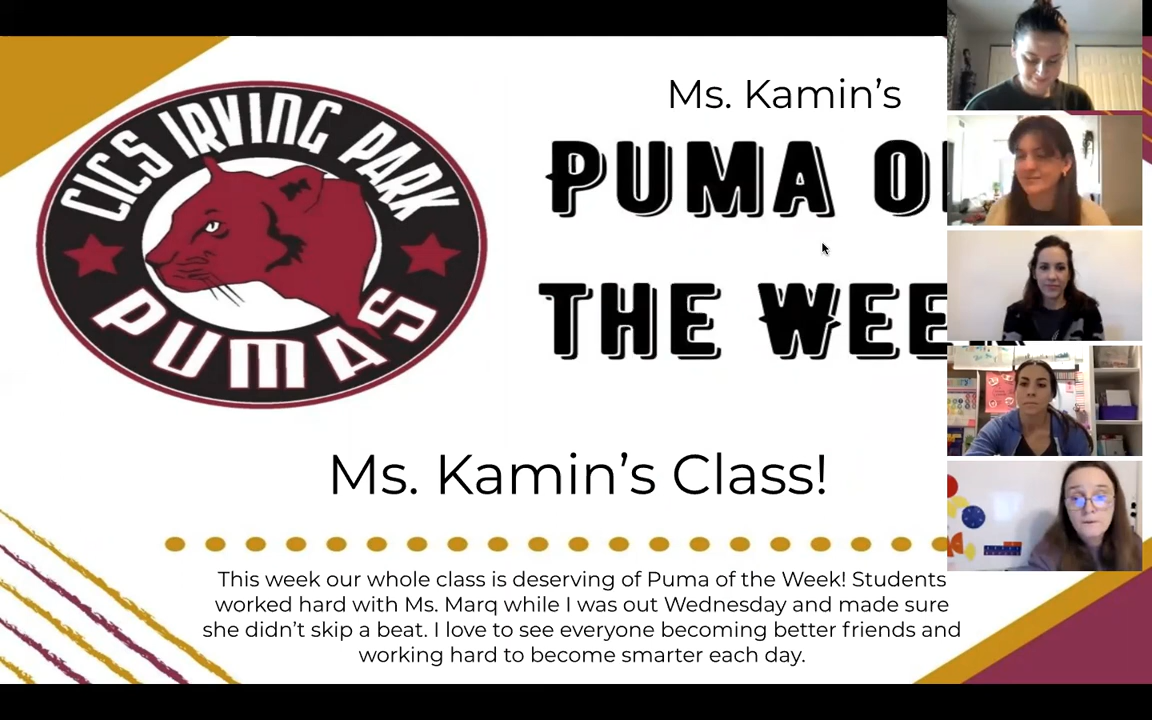 CICS IRVING PARK
PUMAS
Ms. Kamin's
PUMA O
THE WEE
Ms. Kamin's Class!
This week our whole class is deserving of Puma of the Week! Students
worked hard with Ms. Marq while I was out Wednesday and made sure
she didn't skip a beat. I love to see everyone becoming better friends and
working hard to become smarter each day.